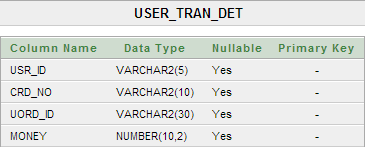 USER_TRAN_DET
Column Name Data Type Nullable Primary Key
USR_ID VARCHAR2(5) Yes -
CRD_NO VARCHAR2(10) Yes -
UORD_ID VARCHAR2(30) Yes -
MONEY NUMBER(10,2) Yes -